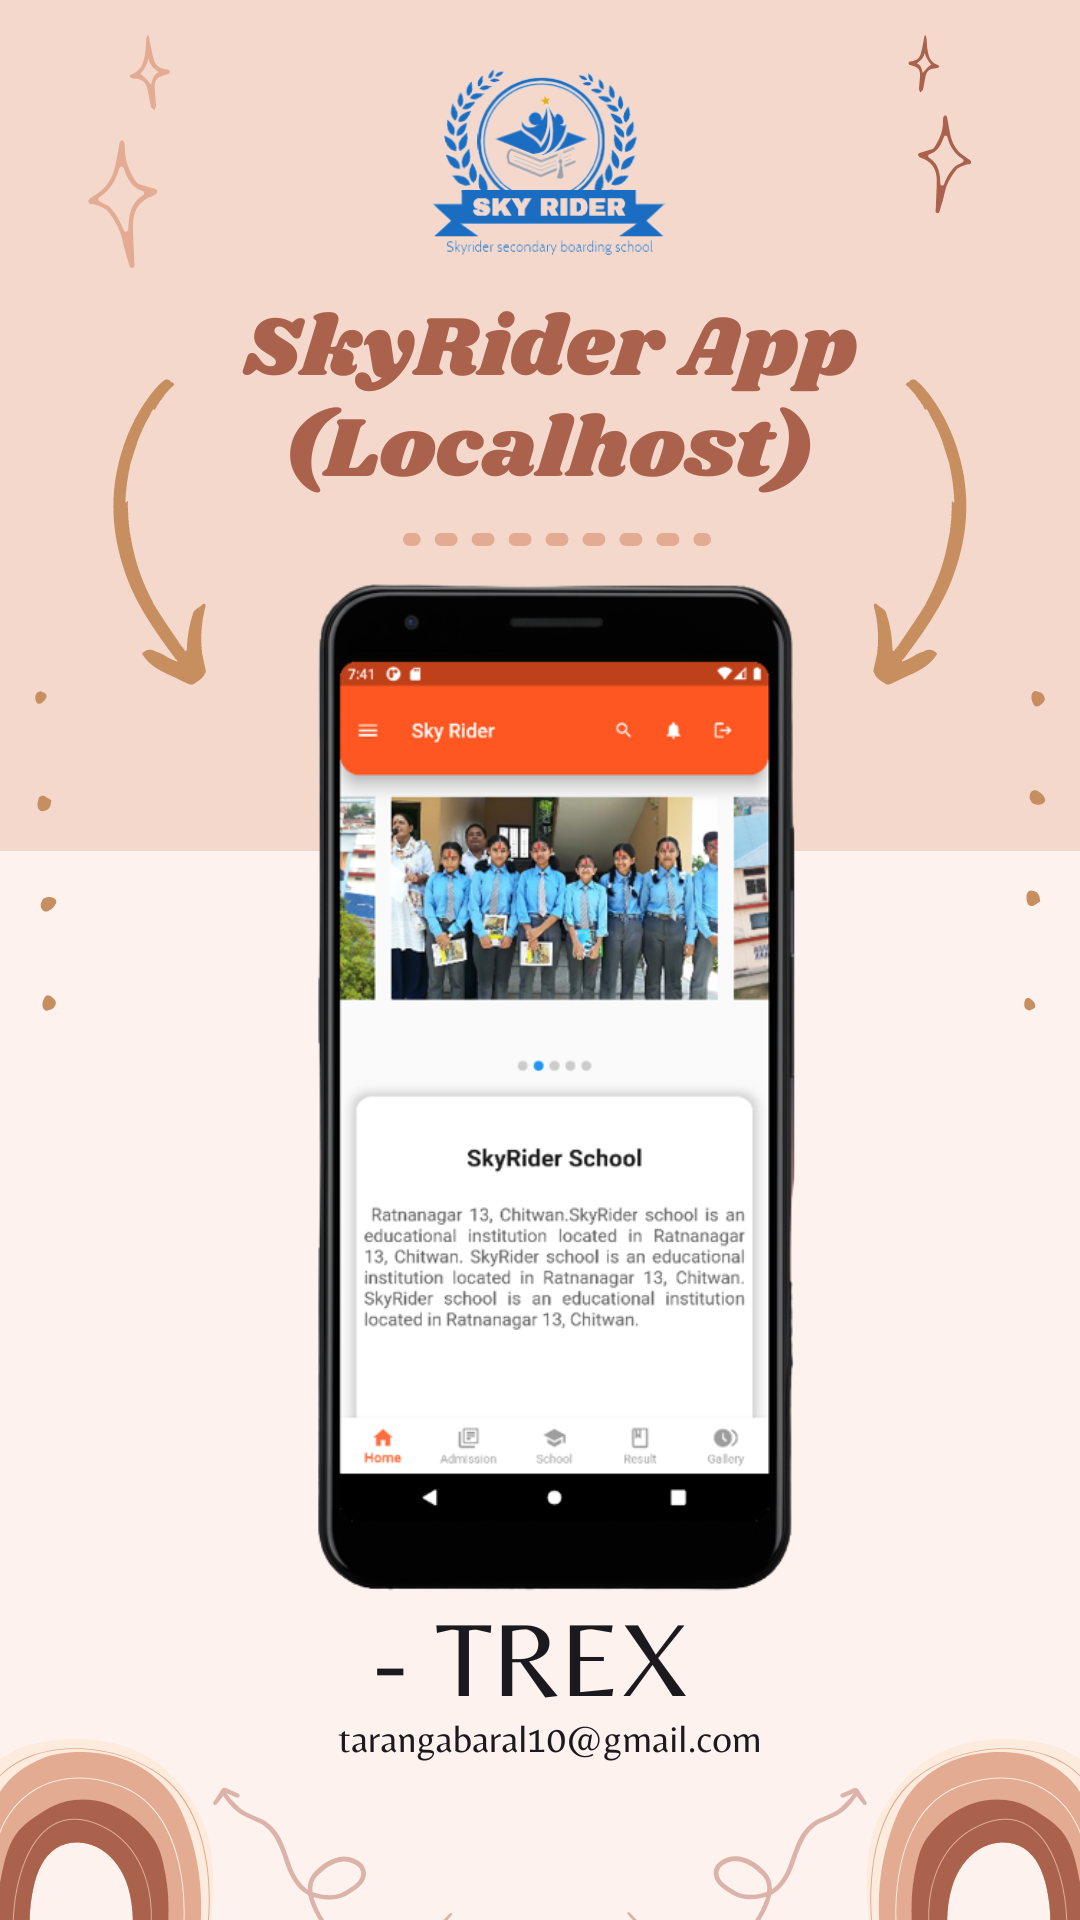 SKY RIDER
Skyrider secondary boarding school
SkyRider App
(Localhost)
7:41
Sky Rider
SkyRider School
Ratnanagar 13, Chitwan.SkyRider school is an
educational institution located in Ratnanagar
13, Chitwan. SkyRider school is an educational
institution located in Ratnanagar 13, Chitwan.
SkyRider school is an educational institution
located in Ratnanagar 13, Chitwan.
Home Admission School Result Gallery
- TREX
tarangabaral10@gmail.com